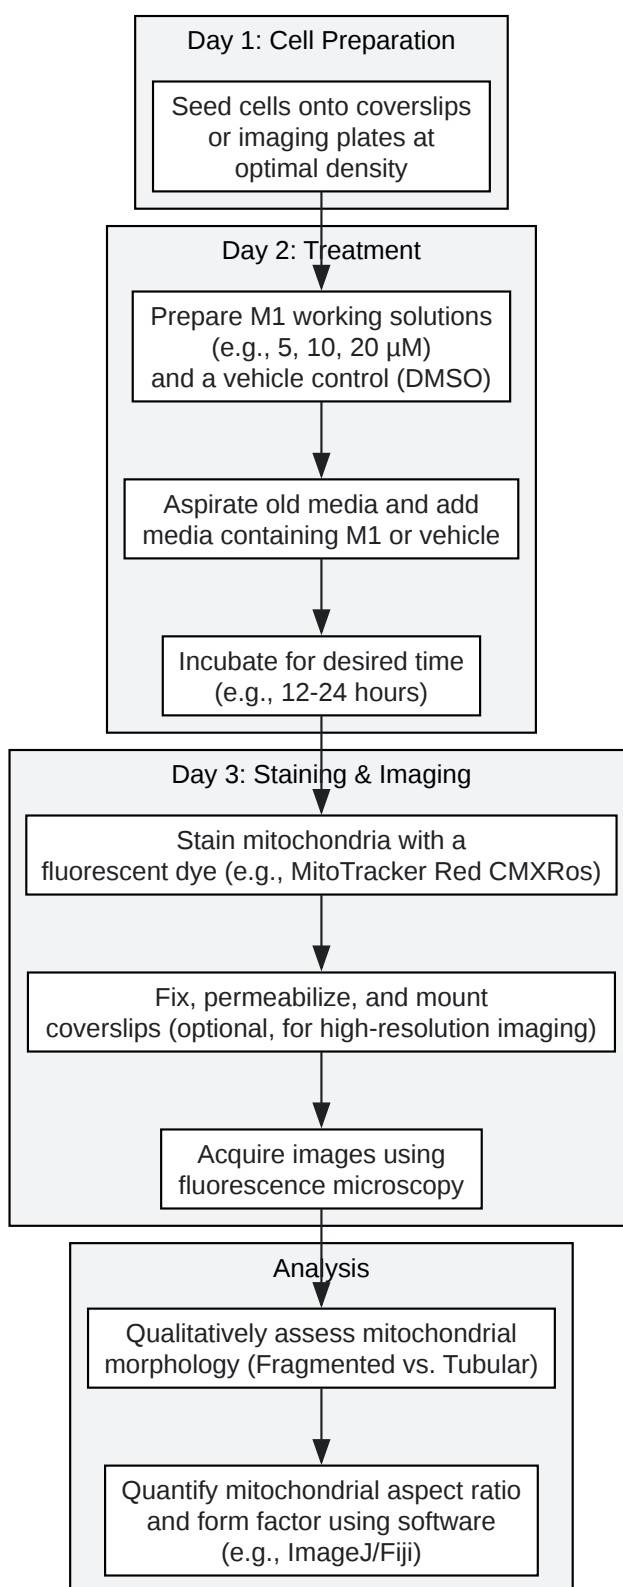 Day 1: Cell Preparation
Seed cells onto coverslips
or imaging plates at
optimal density
Day 2: Treatment
Prepare M1 working solutions
(e.g., 5, 10, 20 µM)
and a vehicle control (DMSO)
Aspirate old media and add
media containing M1 or vehicle
Incubate for desired time
(e.g., 12-24 hours)
Day 3: Staining & Imaging
Stain mitochondria with a
fluorescent dye (e.g., MitoTracker Red CMXRos)
Fix, permeabilize, and mount
coverslips (optional, for high-resolution imaging)
Acquire images using
fluorescence microscopy
Analysis
Qualitatively assess mitochondrial
morphology (Fragmented vs. Tubular)
Quantify mitochondrial aspect ratio
and form factor using software
(e.g., ImageJ/Fiji)